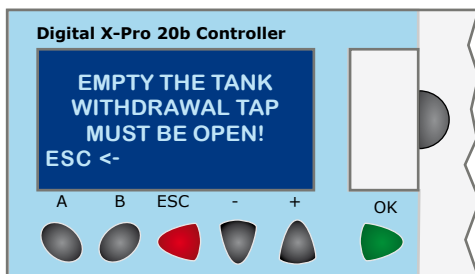 Digital X-Pro 20b Controller
EMPTY THE TANK
WITHDRAWAL TAP
MUST BE OPEN!
ESC <-
A B ESC - + OK